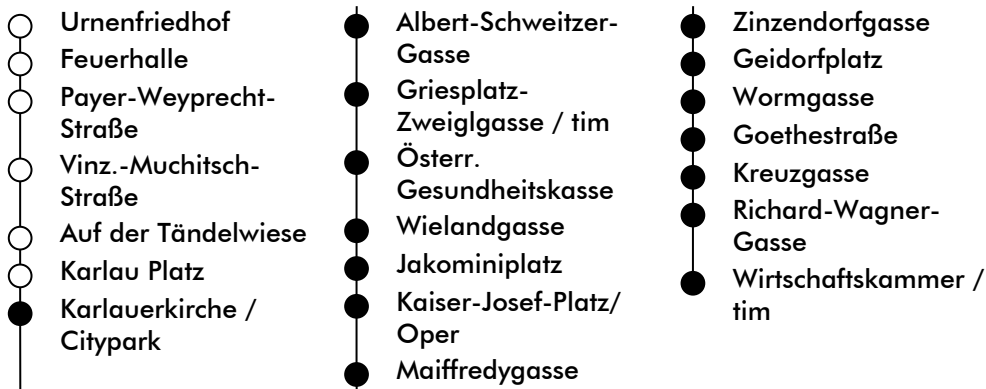 Urnenfriedhof
Feuerhalle
Payer-Weyprecht-
Straße
Vinz.-Muchitsch-
Straße
Auf der Tändelwiese
Karlau Platz
Karlauerkirche /
Citypark
Albert-Schweitzer-
Gasse
Griesplatz-
Zweiglgasse / tim
Österr.
Gesundheitskasse
Wielandgasse
Jakominiplatz
Kaiser-Josef-Platz/
Oper
Maiffredygasse
Zinzendorfgasse
Geidorfplatz
Wormgasse
Goethestraße
Kreuzgasse
Richard-Wagner-
Gasse
Wirtschaftskammer /
tim